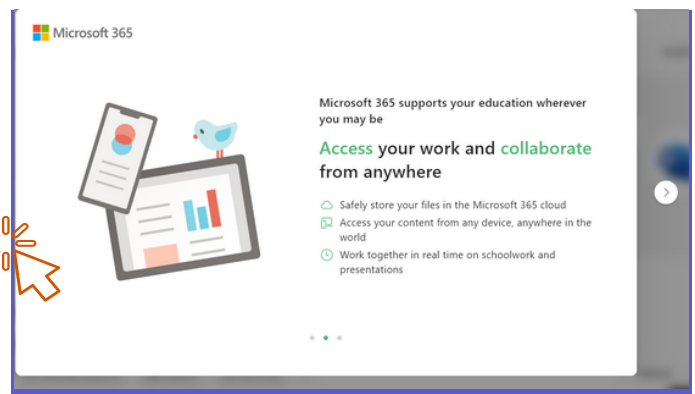 Microsoft 365
Microsoft 365 supports your education wherever
you may be
Access your work and collaborate
from anywhere
Safely store your files in the Microsoft 365 cloud
Access your content from any device, anywhere in the
world
Work together in real time on schoolwork and
presentations